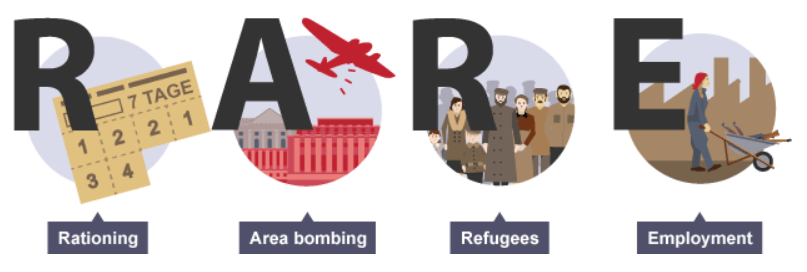 R A R E
7 TAGE
1 2 2 1
3 4
Rationing Area bombing Refugees Employment